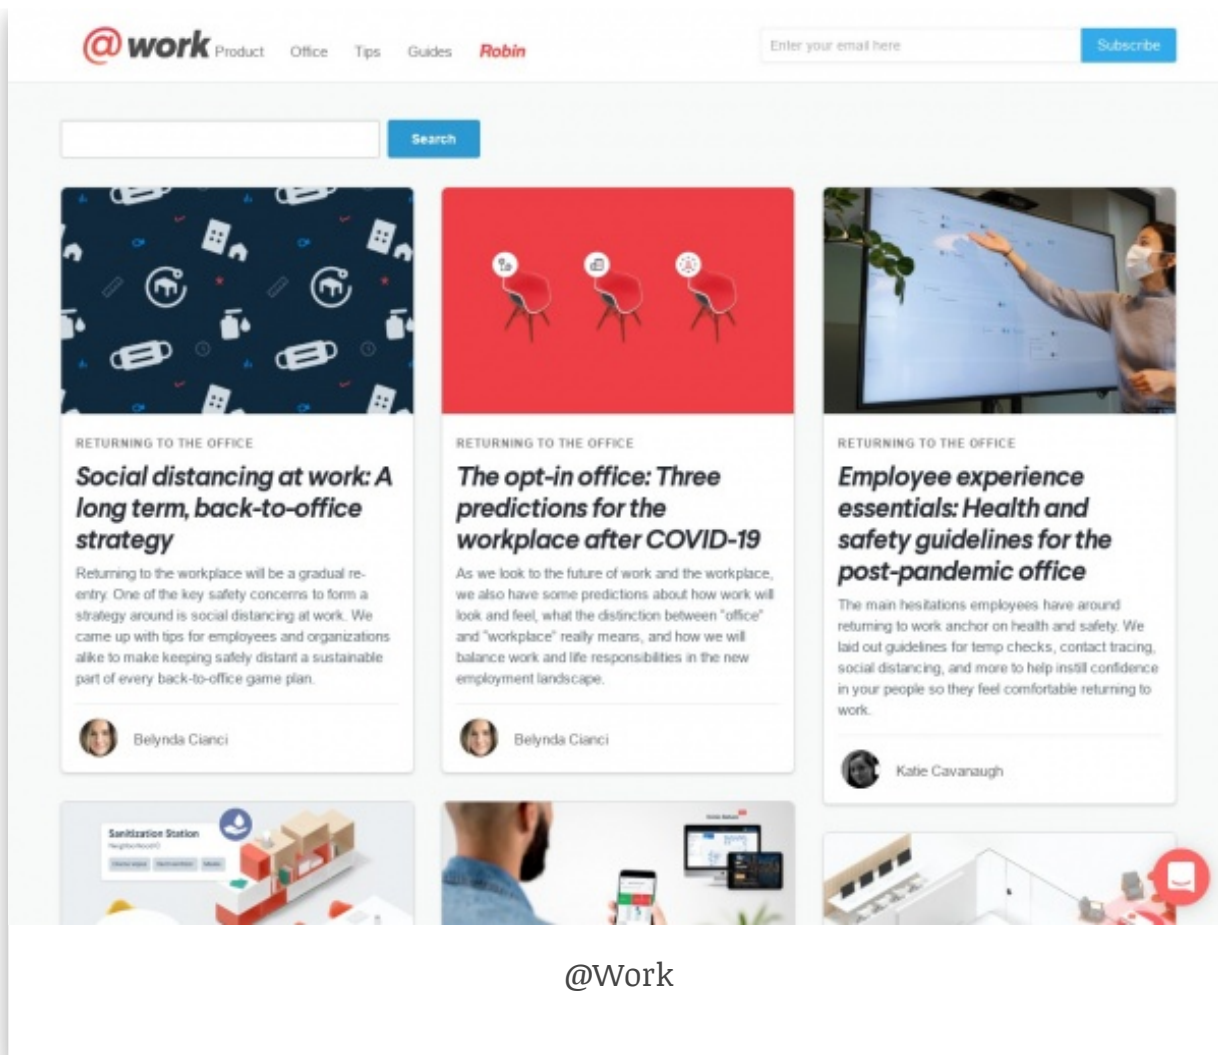 @work Product Office Tips Guides Robin
Enter your email here Subscribe
Search
RETURNING TO THE OFFICE
Social distancing at work: A
long term, back-to-office
strategy
Returning to the workplace will be a gradual re-
entry. One of the key safety concerns to form a
strategy around is social distancing at work. We
came up with tips for employees and organizations
alike to make keeping safely distant a sustainable
part of every back-to-office game plan.
Belynda Cianci
RETURNING TO THE OFFICE
The opt-in office: Three
predictions for the
workplace after COVID-19
As we look to the future of work and the workplace,
we also have some predictions about how work will
look and feel, what the distinction between "office"
and "workplace" really means, and how we will
balance work and life responsibilities in the new
employment landscape.
Belynda Cianci
RETURNING TO THE OFFICE
Employee experience
essentials: Health and
safety guidelines for the
post-pandemic office
The main hesitations employees have around
returning to work anchor on health and safety. We
laid out guidelines for temp checks, contact tracing,
social distancing, and more to help instill confidence
in your people so they feel comfortable returning to
work.
Katie Cavanaugh
Sanitization Station
@Work